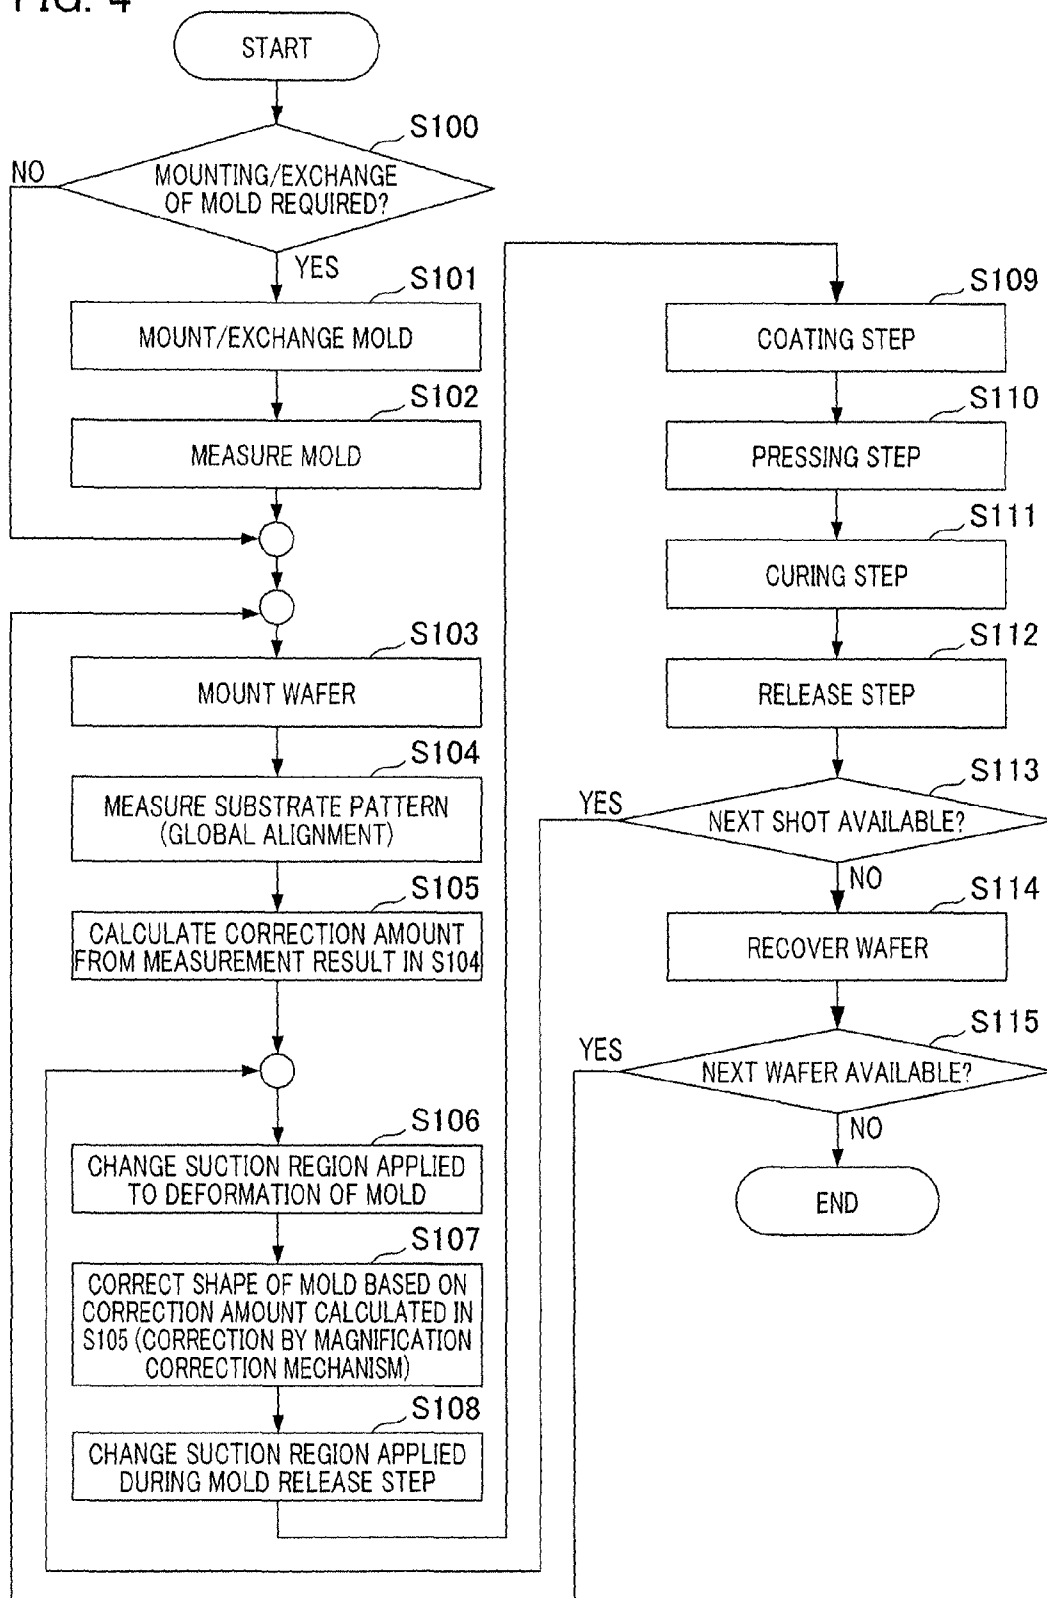 FIG. 4
START
S100
NO
MOUNTING/EXCHANGE
OF MOLD REQUIRED?
YES
S101
MOUNT/EXCHANGE MOLD
S102
MEASURE MOLD
S103
MOUNT WAFER
S104
MEASURE SUBSTRATE PATTERN
(GLOBAL ALIGNMENT)
S105
CALCULATE CORRECTION AMOUNT
FROM MEASUREMENT RESULT IN S104
S106
CHANGE SUCTION REGION APPLIED
TO DEFORMATION OF MOLD
S107
CORRECT SHAPE OF MOLD BASED ON
CORRECTION AMOUNT CALCULATED IN
S105 (CORRECTION BY MAGNIFICATION
CORRECTION MECHANISM)
S108
CHANGE SUCTION REGION APPLIED
DURING MOLD RELEASE STEP
S109
COATING STEP
S110
PRESSING STEP
S111
CURING STEP
S112
RELEASE STEP
S113
YES
NEXT SHOT AVAILABLE?
NO
S114
RECOVER WAFER
S115
YES
NEXT WAFER AVAILABLE?
NO
END